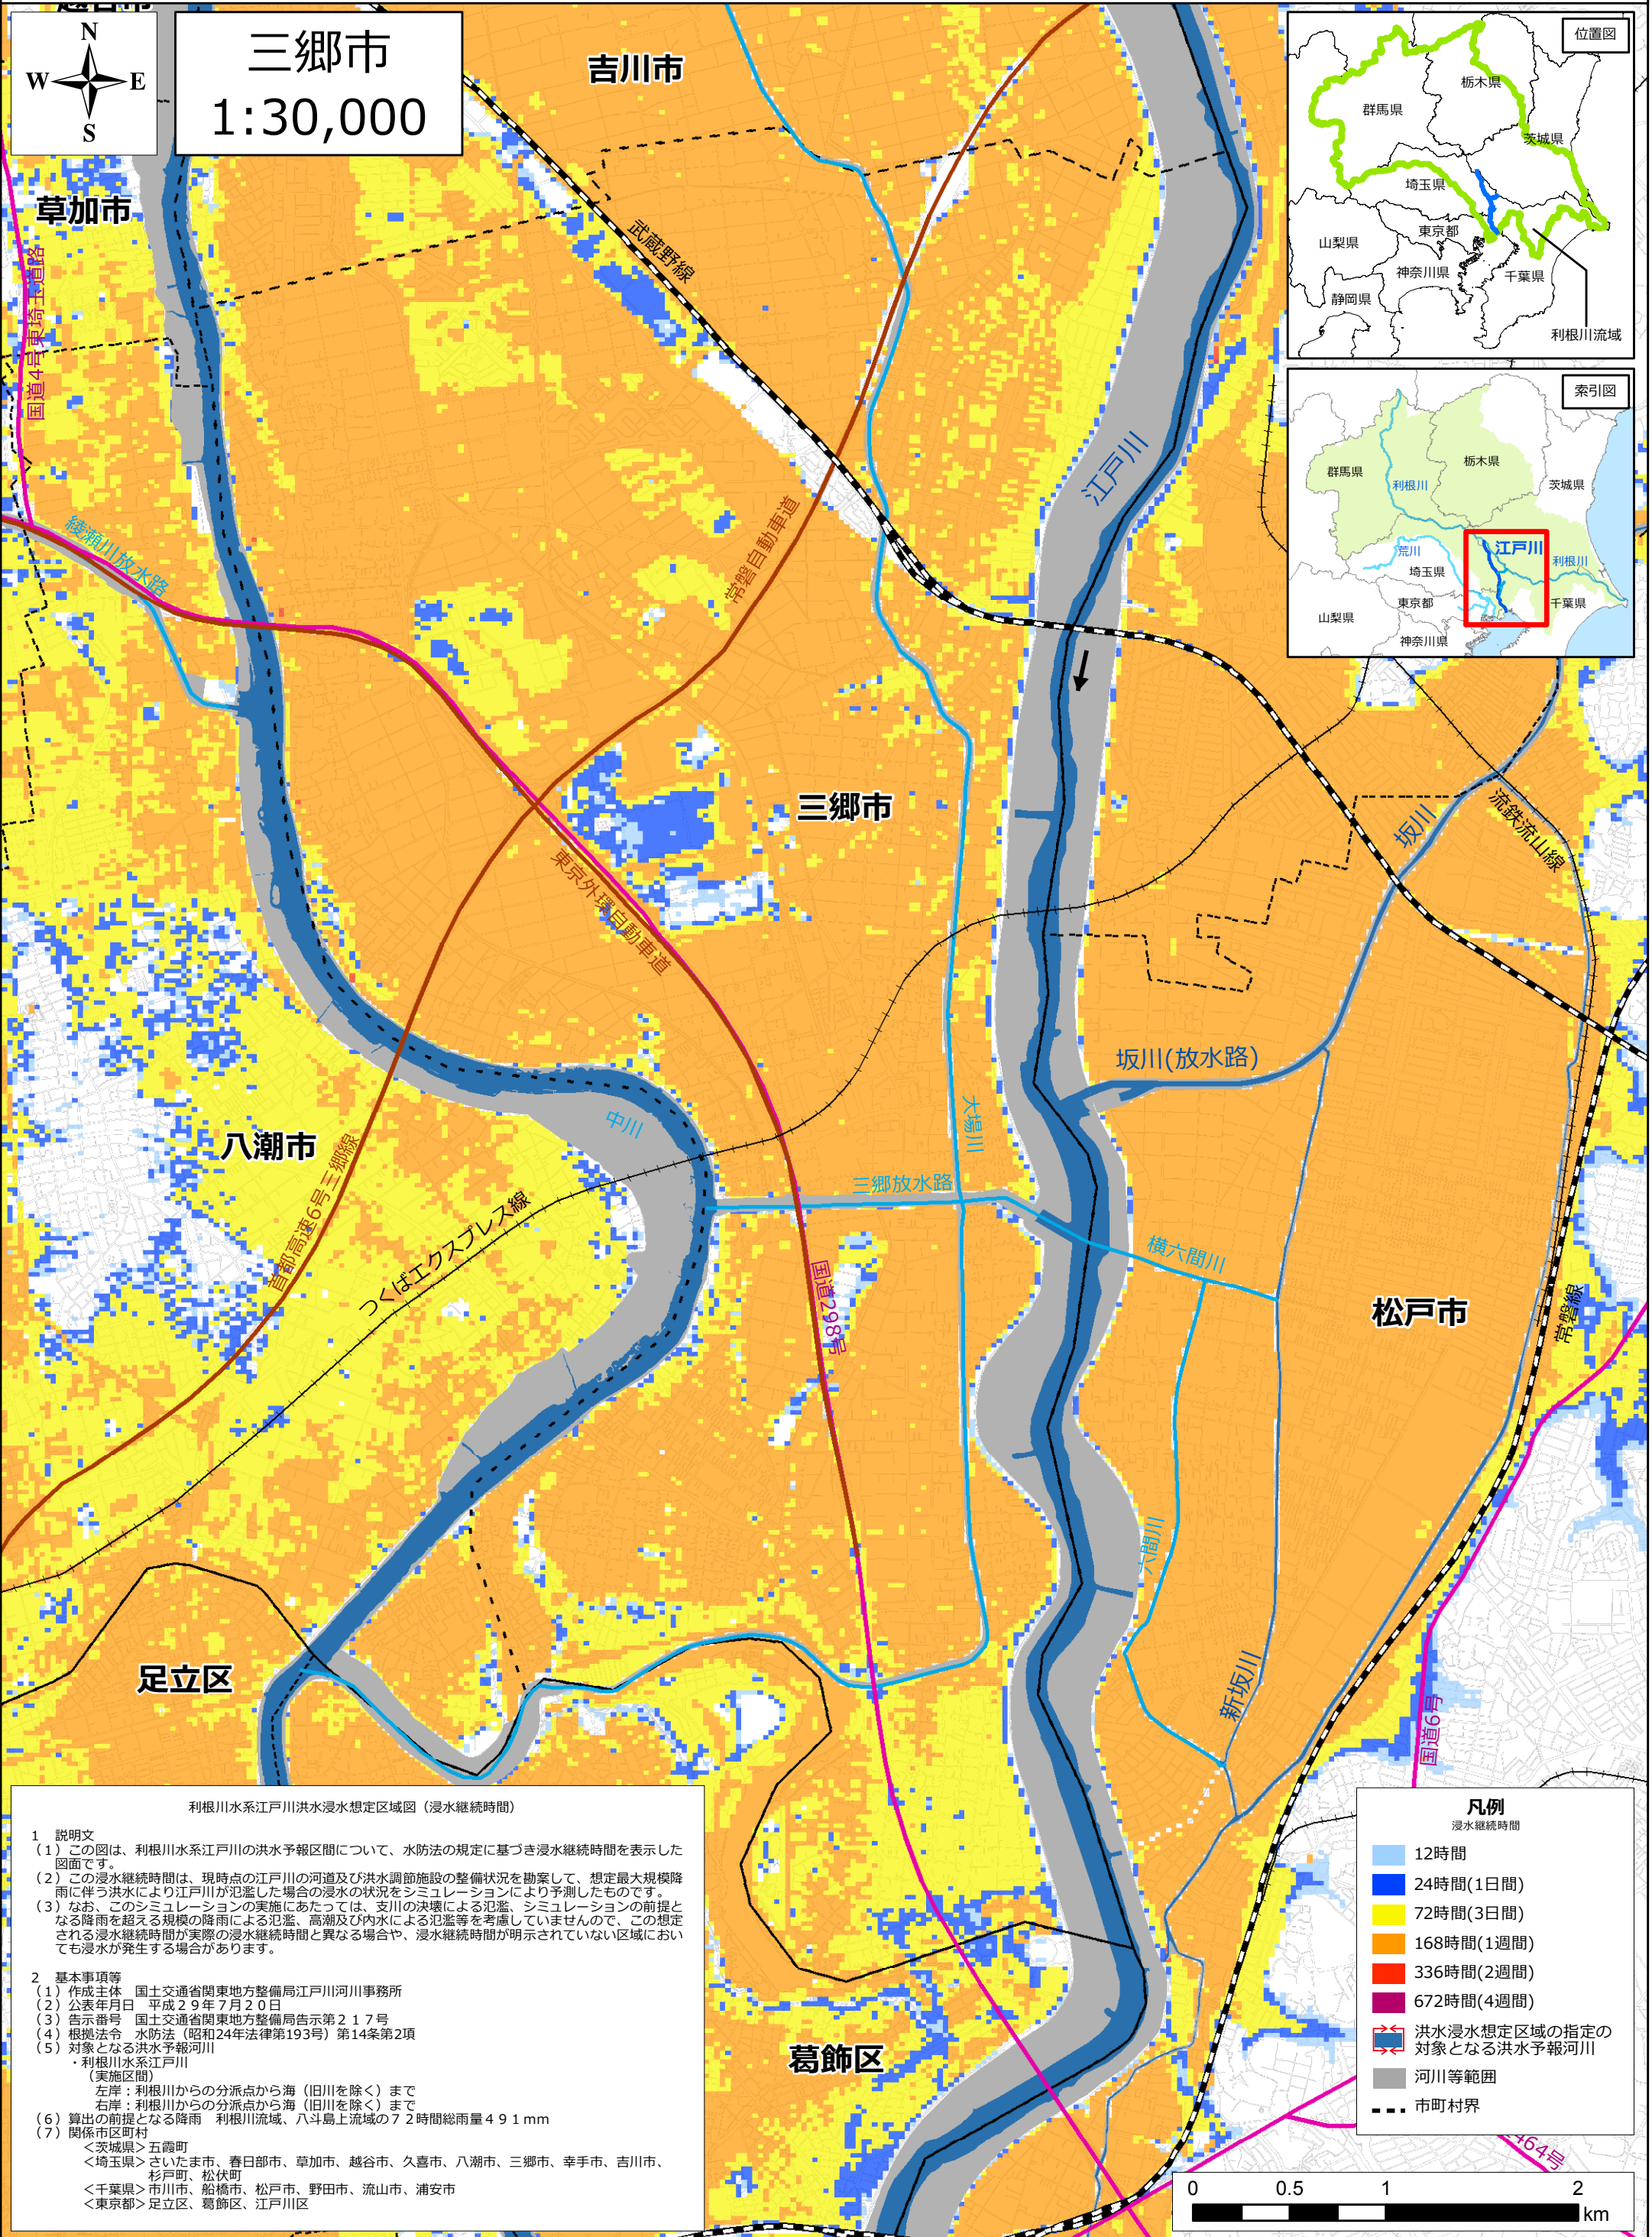 N
W E
S
三郷市
1:30,000
吉川市
草加市
国道4号東埼玉道路
武蔵野線
江戸川
綾瀬川放水路
常磐自動車道
三郷市
東京外環自動車道
坂川
流鉄流山線
坂川(放水路)
大場川
中川
八潮市
首都高速6号三郷線
つくばエクスプレス線
三郷放水路
横六間川
国道298号
松戸市
常磐線
六間川
足立区
新坂川
国道6号
葛飾区
464号
位置図
栃木県
群馬県
茨城県
埼玉県
東京都
山梨県
神奈川県
千葉県
静岡県
利根川流域
索引図
群馬県
栃木県
利根川
茨城県
荒川
江戸川
利根川
埼玉県
東京都
千葉県
山梨県
神奈川県
利根川水系江戸川洪水浸水想定区域図（浸水継続時間）
1 説明文
（1）この図は、利根川水系江戸川の洪水予報区間について、水防法の規定に基づき浸水継続時間を表示した
図面です。
（2）この浸水継続時間は、現時点の江戸川の河道及び洪水調節施設の整備状況を勘案して、想定最大規模降
雨に伴う洪水により江戸川が氾濫した場合の浸水の状況をシミュレーションにより予測したものです。
（3）なお、このシミュレーションの実施にあたっては、支川の決壊による氾濫、シミュレーションの前提と
なる降雨を超える規模の降雨による氾濫、高潮及び内水による氾濫等を考慮していませんので、この想定
される浸水継続時間が実際の浸水継続時間と異なる場合や、浸水継続時間が明示されていない区域におい
ても浸水が発生する場合があります。
2 基本事項等
（1）作成主体 国土交通省関東地方整備局江戸川河川事務所
（2）公表年月日 平成２９年７月２０日
（3）告示番号 国土交通省関東地方整備局告示第２１７号
（4）根拠法令 水防法（昭和24年法律第193号）第14条第2項
（5）対象となる洪水予報河川
・利根川水系江戸川
（実施区間）
左岸：利根川からの分派点から海（旧川を除く）まで
右岸：利根川からの分派点から海（旧川を除く）まで
（6）算出の前提となる降雨 利根川流域、八斗島上流域の７２時間総雨量４９１mm
（7）関係市区町村
＜茨城県＞五霞町
＜埼玉県＞さいたま市、春日部市、草加市、越谷市、久喜市、八潮市、三郷市、幸手市、吉川市、
杉戸町、松伏町
＜千葉県＞市川市、船橋市、松戸市、野田市、流山市、浦安市
＜東京都＞足立区、葛飾区、江戸川区
凡例
浸水継続時間
12時間
24時間(1日間)
72時間(3日間)
168時間(1週間)
336時間(2週間)
672時間(4週間)
洪水浸水想定区域の指定の
対象となる洪水予報河川
河川等範囲
市町村界
0 0.5 1 2
km